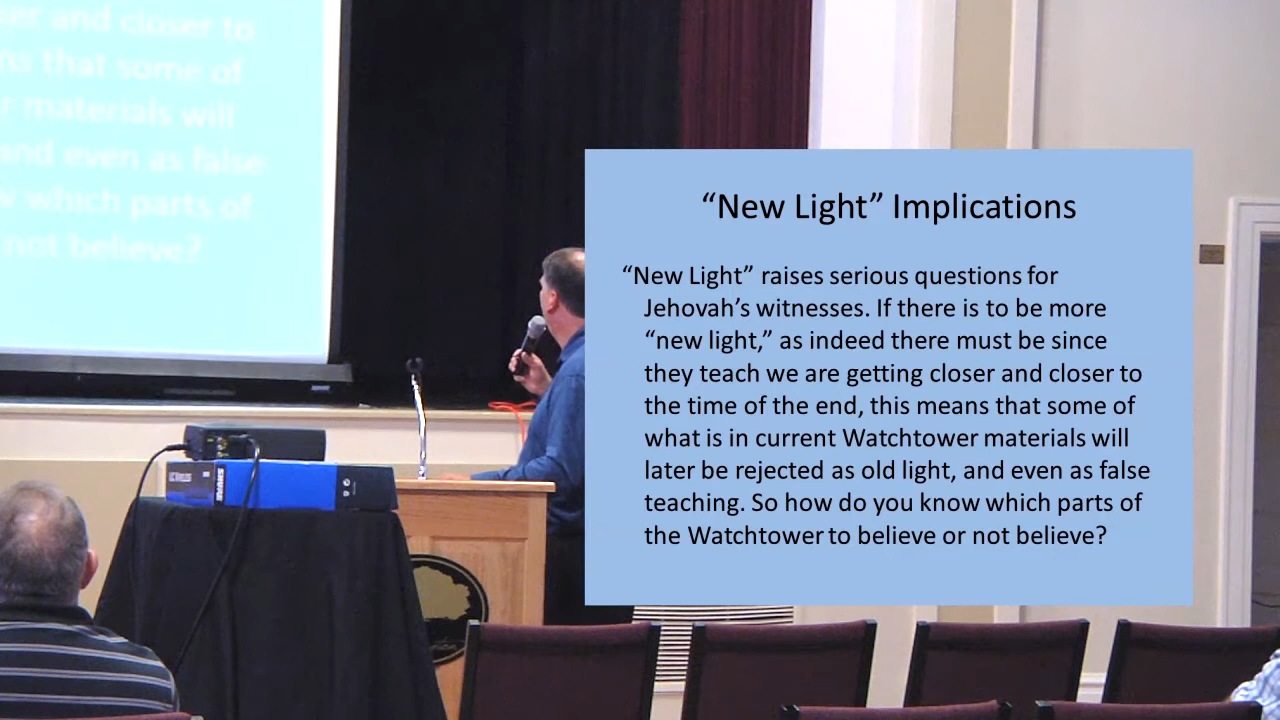 er and closer to
ns that some of
r materials will
and even as false
w which parts of
not believe?
“New Light” Implications
“New Light” raises serious questions for
Jehovah’s witnesses. If there is to be more
“new light,” as indeed there must be since
they teach we are getting closer and closer to
the time of the end, this means that some of
what is in current Watchtower materials will
later be rejected as old light, and even as false
teaching. So how do you know which parts of
the Watchtower to believe or not believe?